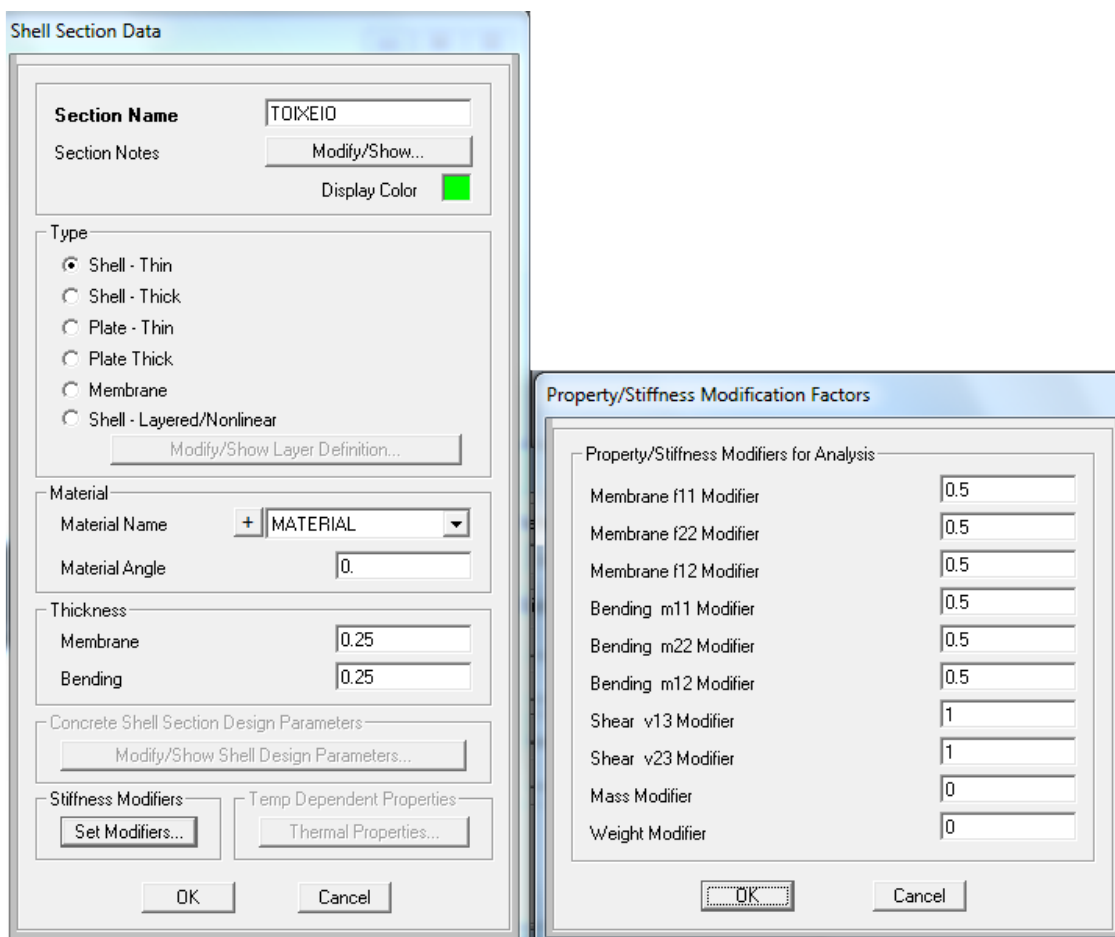 Shell Section Data
Section Name TOIXEIO
Section Notes Modify/Show...
Display Color
Type
Shell - Thin
Shell - Thick
Plate - Thin
Plate Thick
Membrane
Shell - Layered/Nonlinear
Modify/Show Layer Definition...
Material
Material Name + MATERIAL
Material Angle 0.
Thickness
Membrane 0.25
Bending 0.25
Concrete Shell Section Design Parameters
Modify/Show Shell Design Parameters...
Stiffness Modifiers Temp Dependent Properties
Set Modifiers... Thermal Properties...
OK Cancel
Property/Stiffness Modification Factors
Property/Stiffness Modifiers for Analysis
Membrane f11 Modifier 0.5
Membrane f22 Modifier 0.5
Membrane f12 Modifier 0.5
Bending m11 Modifier 0.5
Bending m22 Modifier 0.5
Bending m12 Modifier 0.5
Shear v13 Modifier 1
Shear v23 Modifier 1
Mass Modifier 0
Weight Modifier 0
OK Cancel